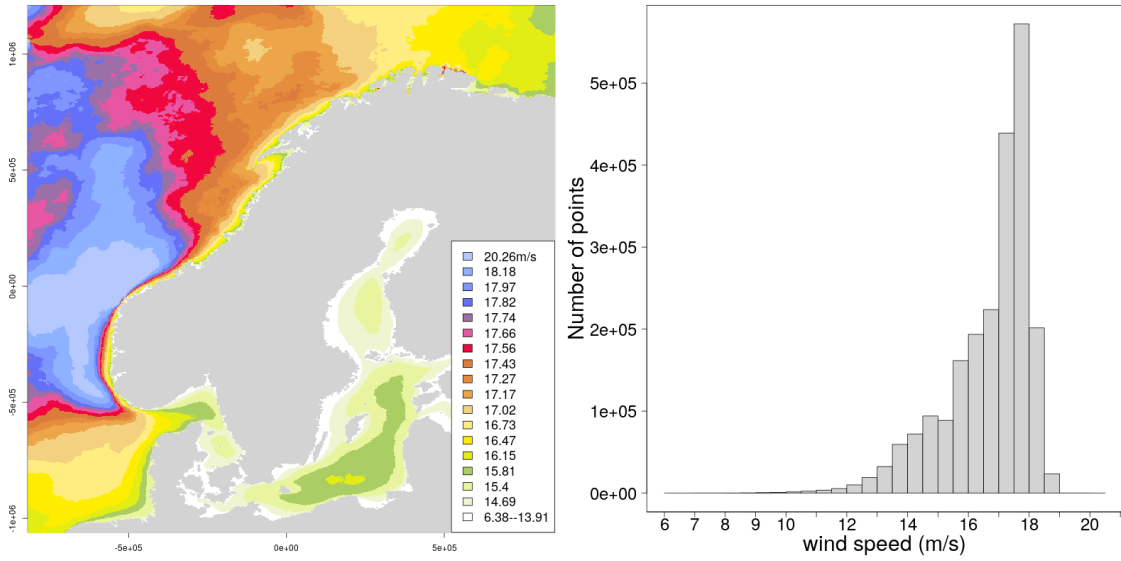 1e+06
5e+05
0e+00
-5e+05
-1e+06
-5e+05
0e+00
5e+05
20.26m/s
18.18
17.97
17.82
17.74
17.66
17.56
17.43
17.27
17.17
17.02
16.73
16.47
16.15
15.81
15.4
14.69
6.38--13.91
Number of points
5e+05
4e+05
3e+05
2e+05
1e+05
0e+00
6 7 8 9 10 12 14 16 18 20
wind speed (m/s)